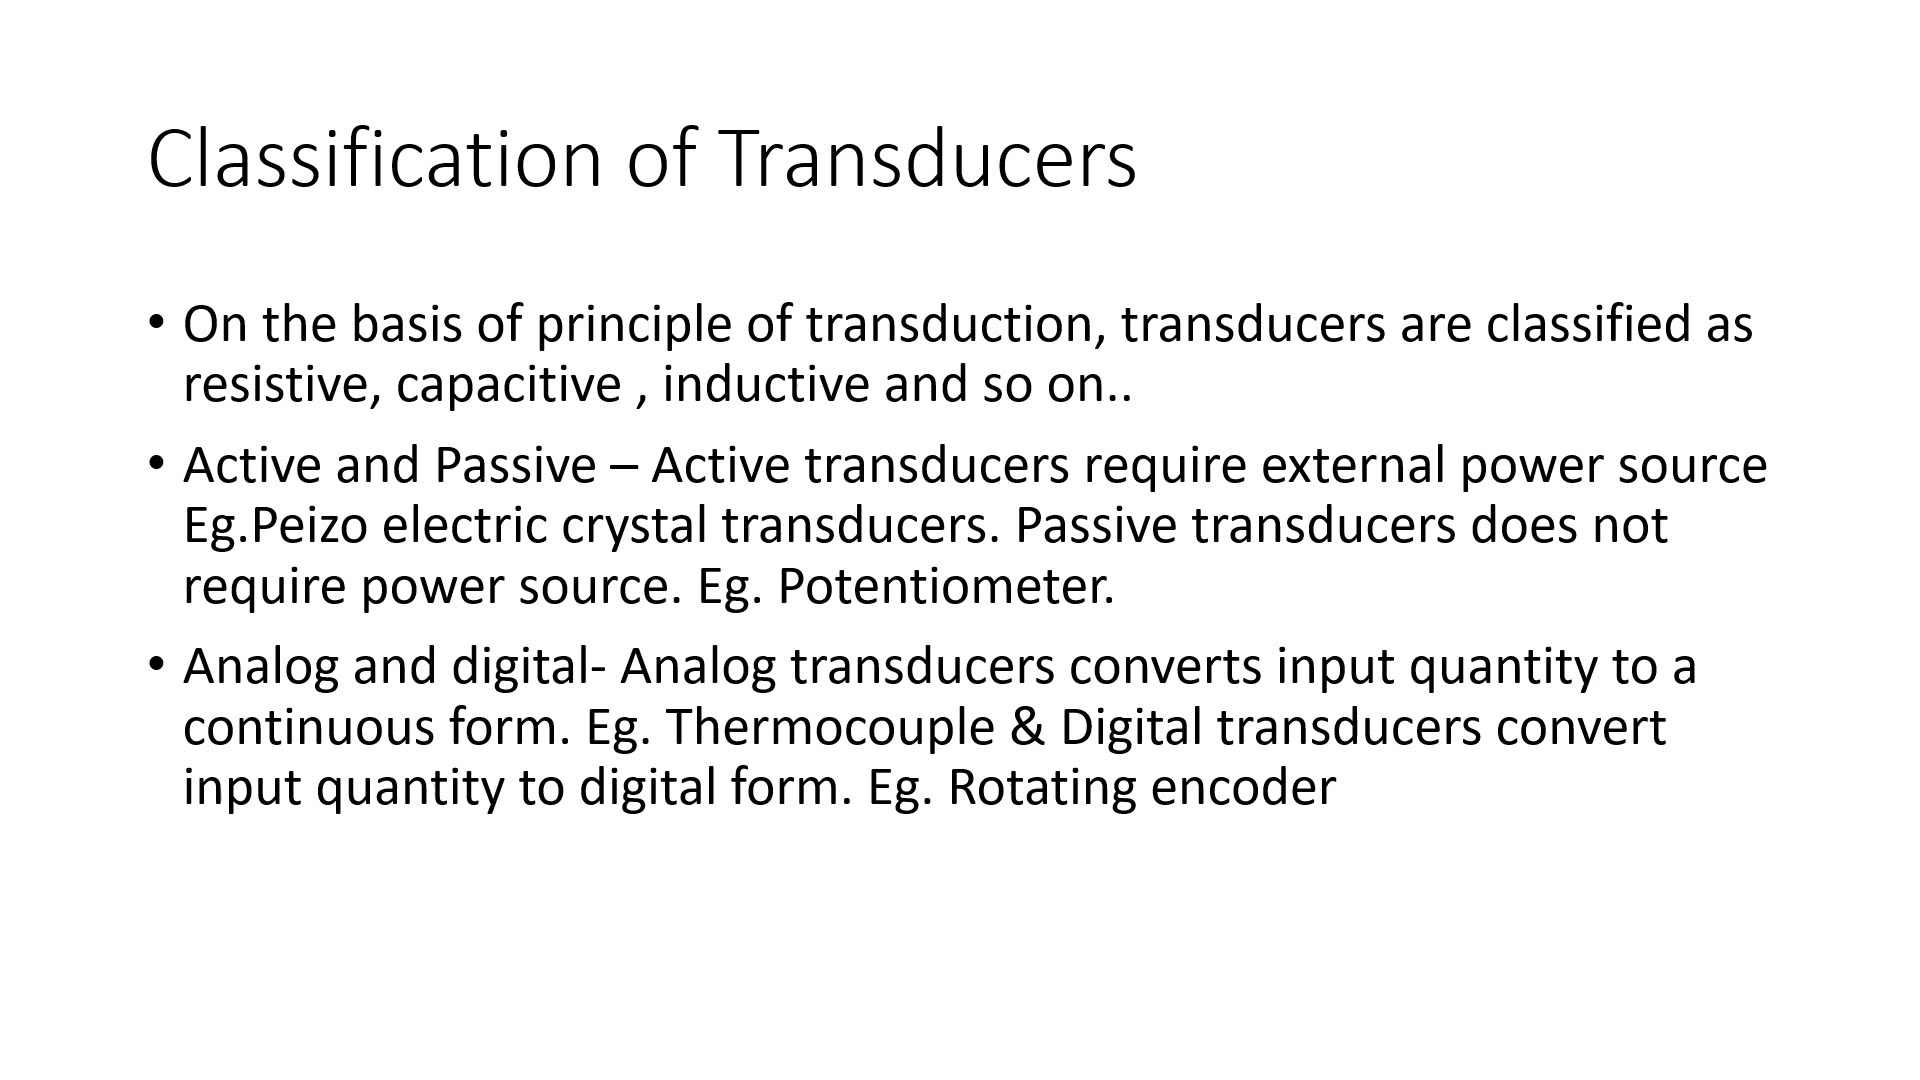 Classification of Transducers
• On the basis of principle of transduction, transducers are classified as
resistive, capacitive , inductive and so on..
• Active and Passive – Active transducers require external power source
Eg.Peizo electric crystal transducers. Passive transducers does not
require power source. Eg. Potentiometer.
• Analog and digital- Analog transducers converts input quantity to a
continuous form. Eg. Thermocouple & Digital transducers convert
input quantity to digital form. Eg. Rotating encoder